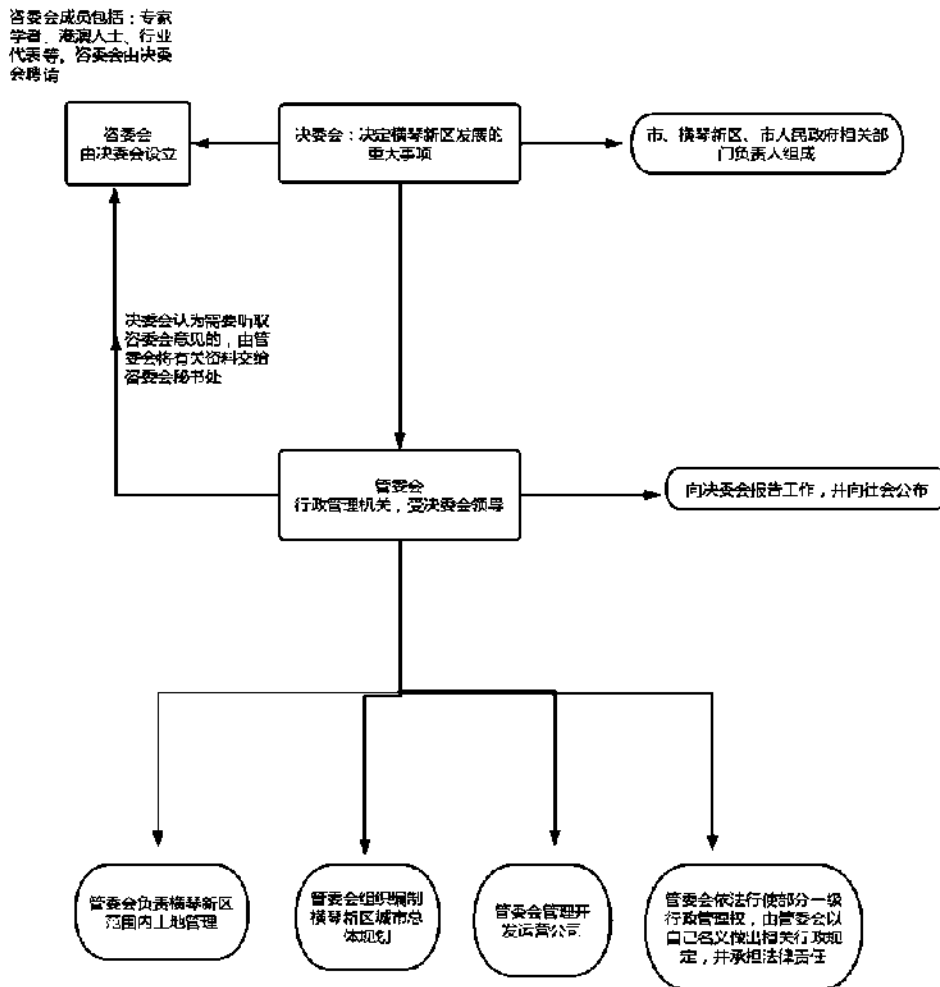 咨委会成员包括：专家
学者、港澳人士、行业
代表等，咨委会由决委
会聘请
咨委会
由决委会设立
决委会：决定横琴新区发展的
重大事项
市、横琴新区、市人民政府相关部
门负责人组成
决委会认为需要听取
咨委会意见的，由管
委会将有关资料交给
咨委会秘书处
管委会
行政管理机关，受决委会领导
向决委会报告工作，并向社会公布
管委会负责横琴新区
范围内土地管理
管委会组织编制
横琴新区城市总
体规划
管委会管理开
发运营公司
管委会依法行使部分一级
行政管理权，由管委会以
自己名义做出相关行政规
定，并承担法律责任